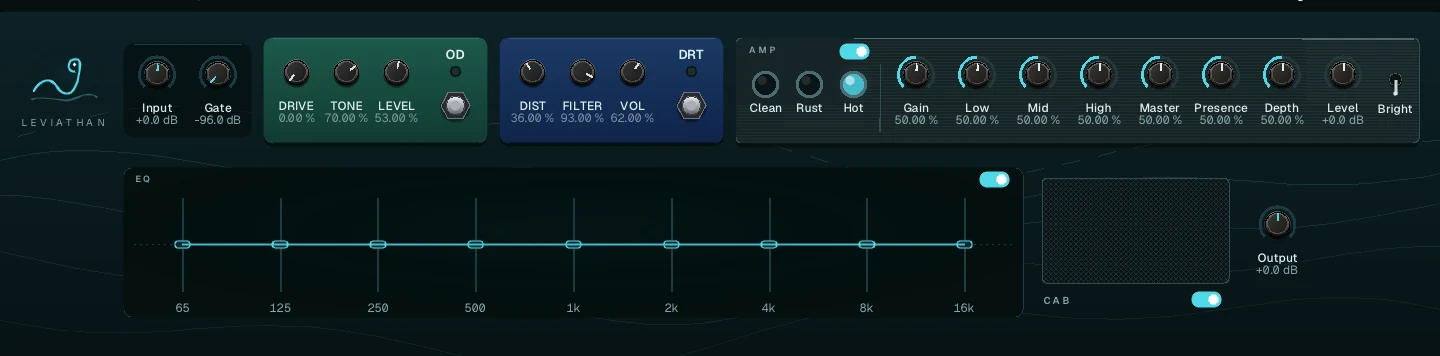 LEVIATHAN
Input
+0.0 dB
Gate
-96.0 dB
OD
DRIVE TONE LEVEL
0.00 % 70.00 % 53.00 %
DRT
DIST FILTER VOL
36.00 % 93.00 % 62.00 %
AMP
Clean Rust Hot
Gain Low Mid High Master Presence Depth Level Bright
50.00 % 50.00 % 50.00 % 50.00 % 50.00 % 50.00 % 50.00 % +0.0 dB
EQ
65 125 250 500 1k 2k 4k 8k 16k
CAB
Output
+0.0 dB